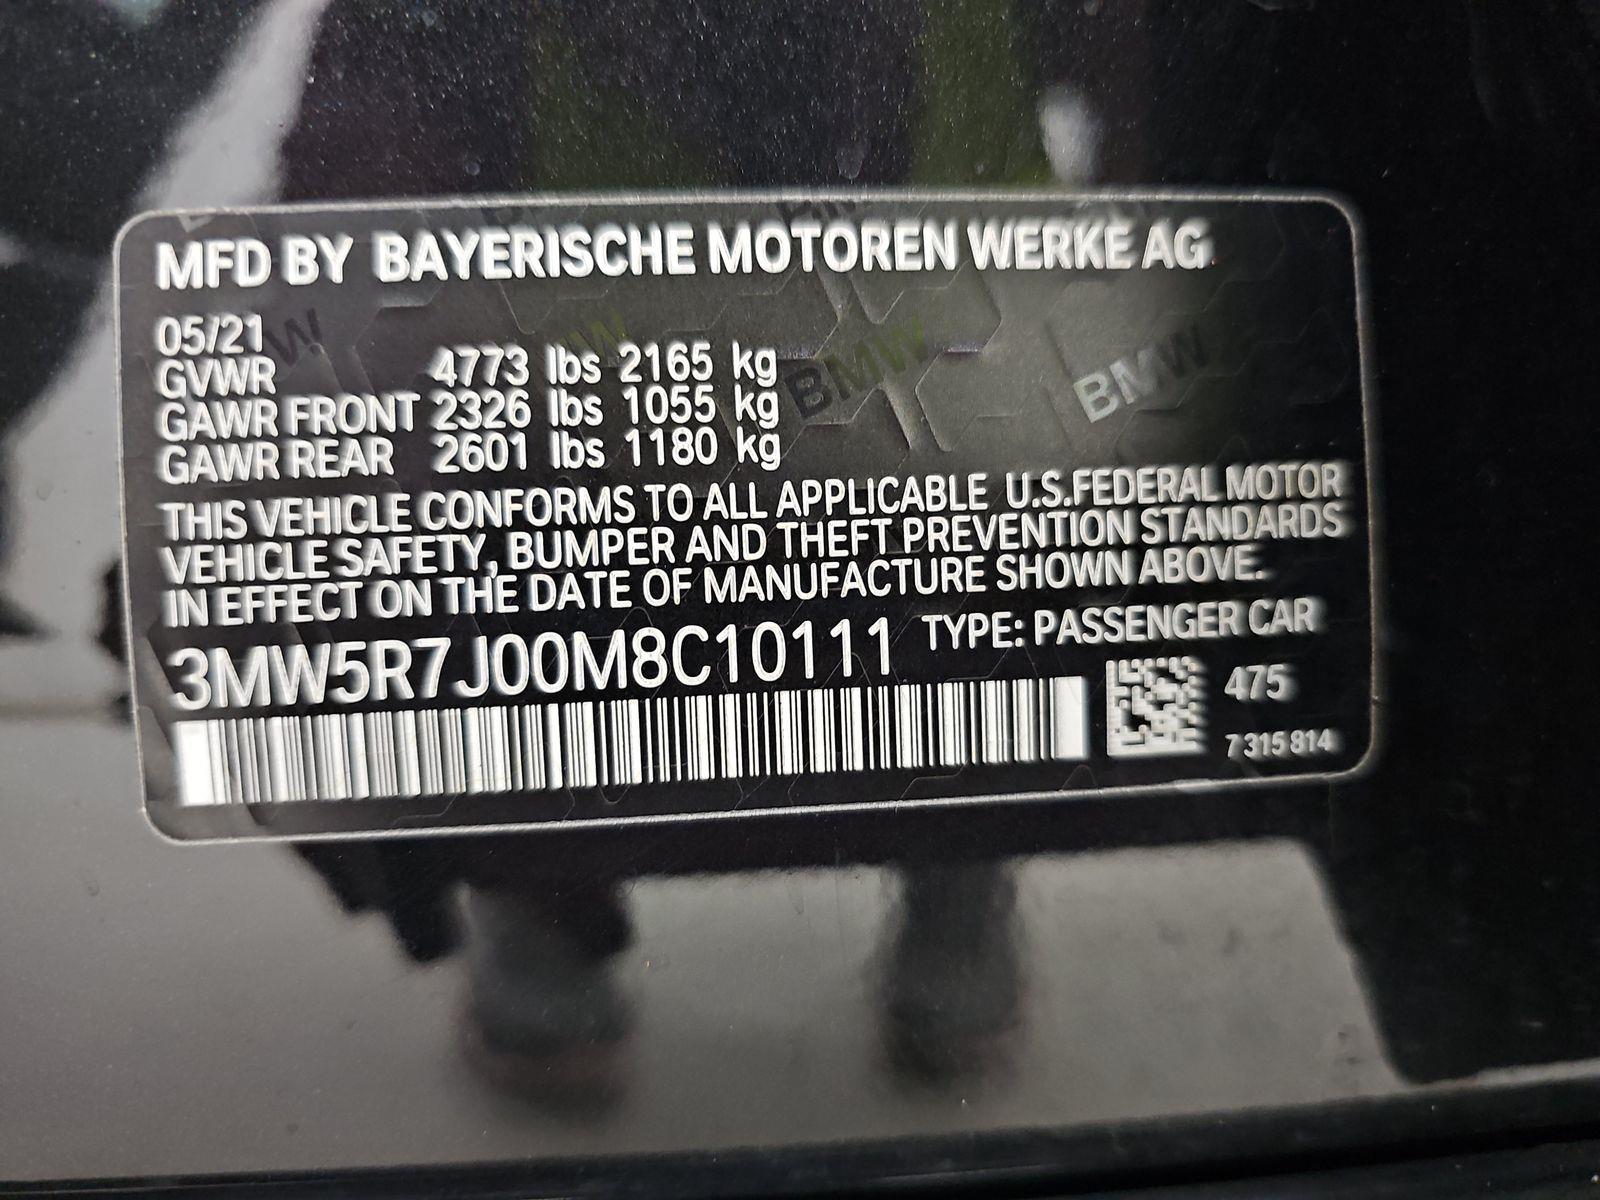 MFD BY BAYERISCHE MOTOREN WERKE AG
05/21
GVWR 4773 lbs 2165 kg
GAWR FRONT 2326 lbs 1055 kg
GAWR REAR 2601 lbs 1180 kg
THIS VEHICLE CONFORMS TO ALL APPLICABLE U.S.FEDERAL MOTOR
VEHICLE SAFETY, BUMPER AND THEFT PREVENTION STANDARDS
IN EFFECT ON THE DATE OF MANUFACTURE SHOWN ABOVE.
3MW5R7J00M8C10111 TYPE: PASSENGER CAR
475
7 315 814
BMW
BMW